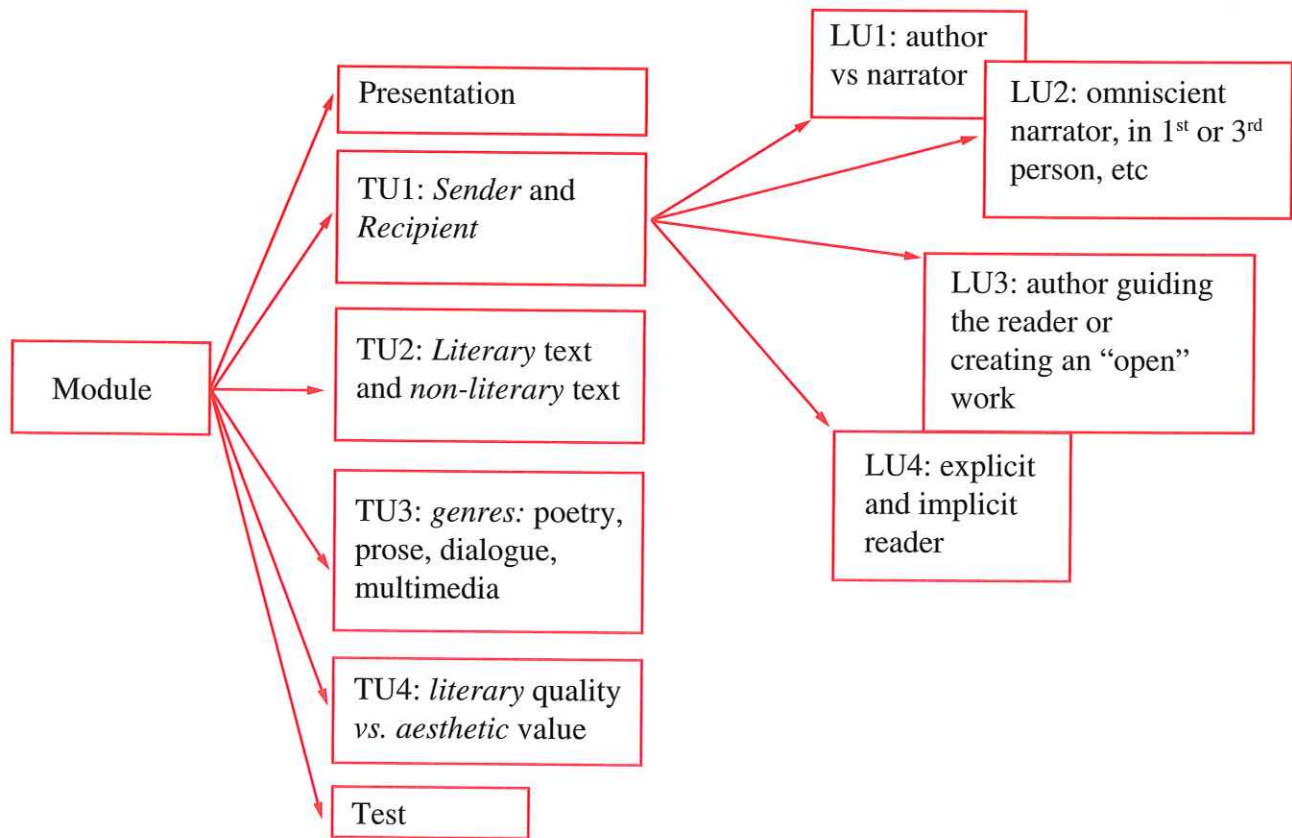 Module
Presentation
TU1: Sender and
Recipient
TU2: Literary text
and non-literary text
TU3: genres: poetry,
prose, dialogue,
multimedia
TU4: literary quality
vs. aesthetic value
Test
LU1: author
vs narrator
LU2: omniscient
narrator, in 1st or 3rd
person, etc
LU3: author guiding
the reader or
creating an “open”
work
LU4: explicit
and implicit
reader